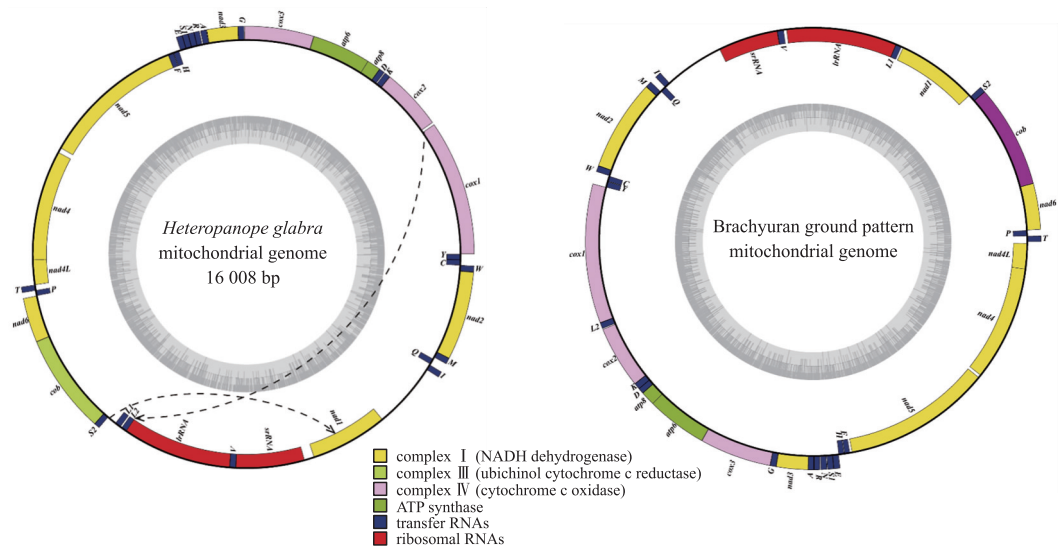 Heteropanope glabra
mitochondrial genome
16 008 bp
nad3
G
cox3
atp6
atp8
D
K
cox2
cox1
Y
C
W
nad2
M
I
Q
nad1
srRNA
lrRNA
S2
cob
nad6
T
P
nad4L
nad4
nad5
F
H
Brachyuran ground pattern
mitochondrial genome
srRNA
V
lrRNA
L1
nad1
S2
cob
nad6
P
T
nad4L
nad4
nad5
H
E
S1
N
R
A
nad3
G
cox3
atp6
atp8
D
K
cox2
L2
cox1
Y
C
W
nad2
M
I
Q
complex Ⅰ (NADH dehydrogenase)
complex Ⅲ (ubichinol cytochrome c reductase)
complex Ⅳ (cytochrome c oxidase)
ATP synthase
transfer RNAs
ribosomal RNAs